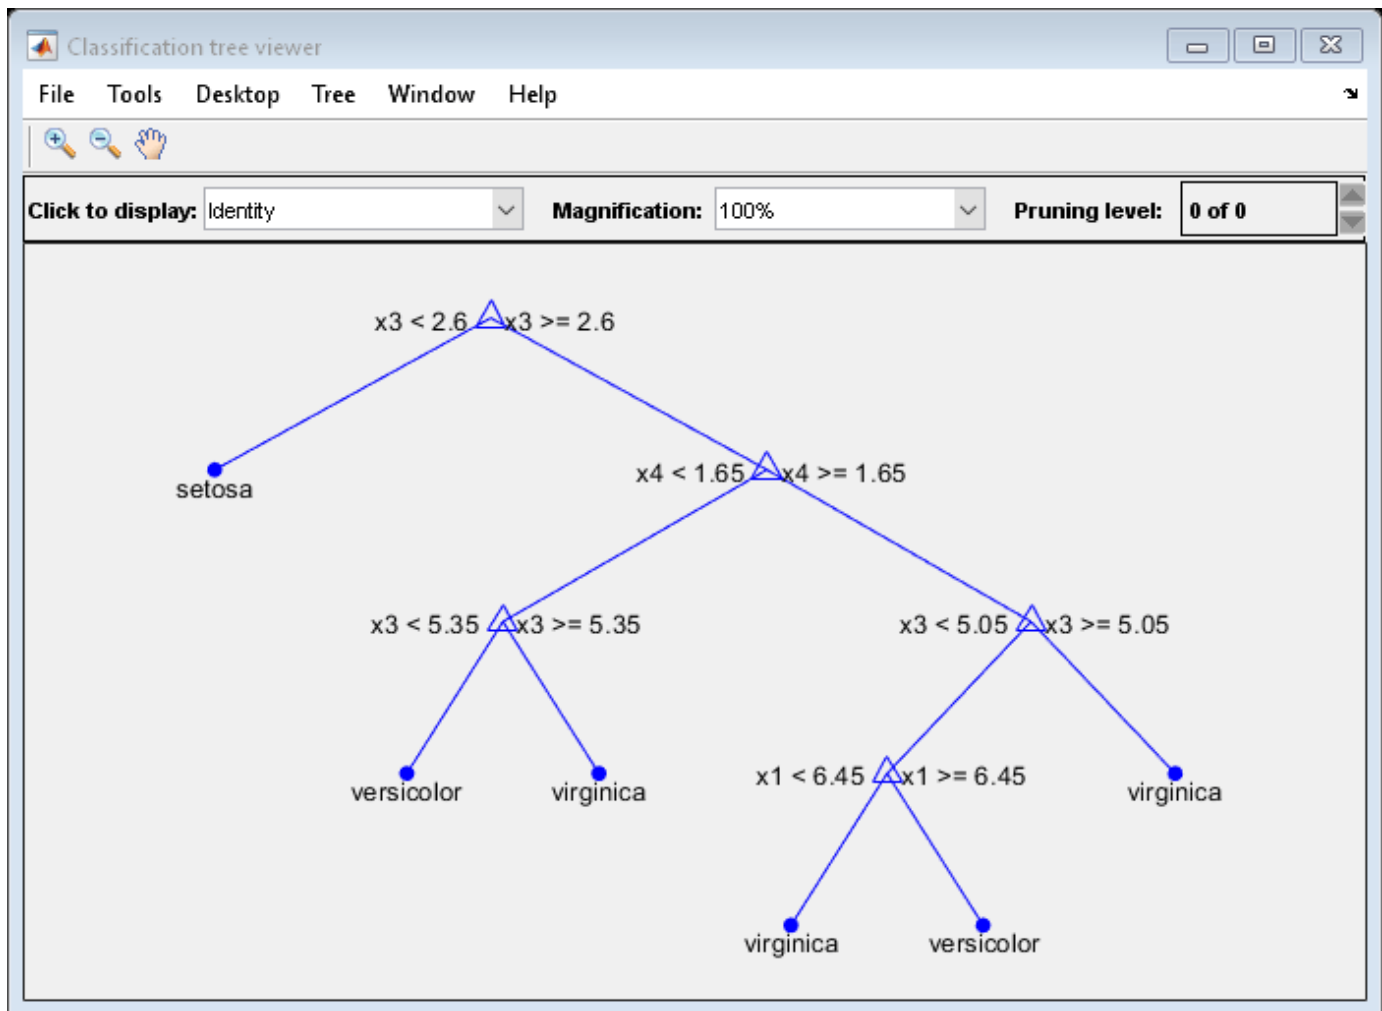 Classification tree viewer
File Tools Desktop Tree Window Help
Click to display: Identity Magnification: 100% Pruning level: 0 of 0
x3 < 2.6 x3 >= 2.6
setosa
x4 < 1.65 x4 >= 1.65
x3 < 5.35 x3 >= 5.35 x3 < 5.05 x3 >= 5.05
versicolor virginica x1 < 6.45 x1 >= 6.45 virginica
virginica versicolor